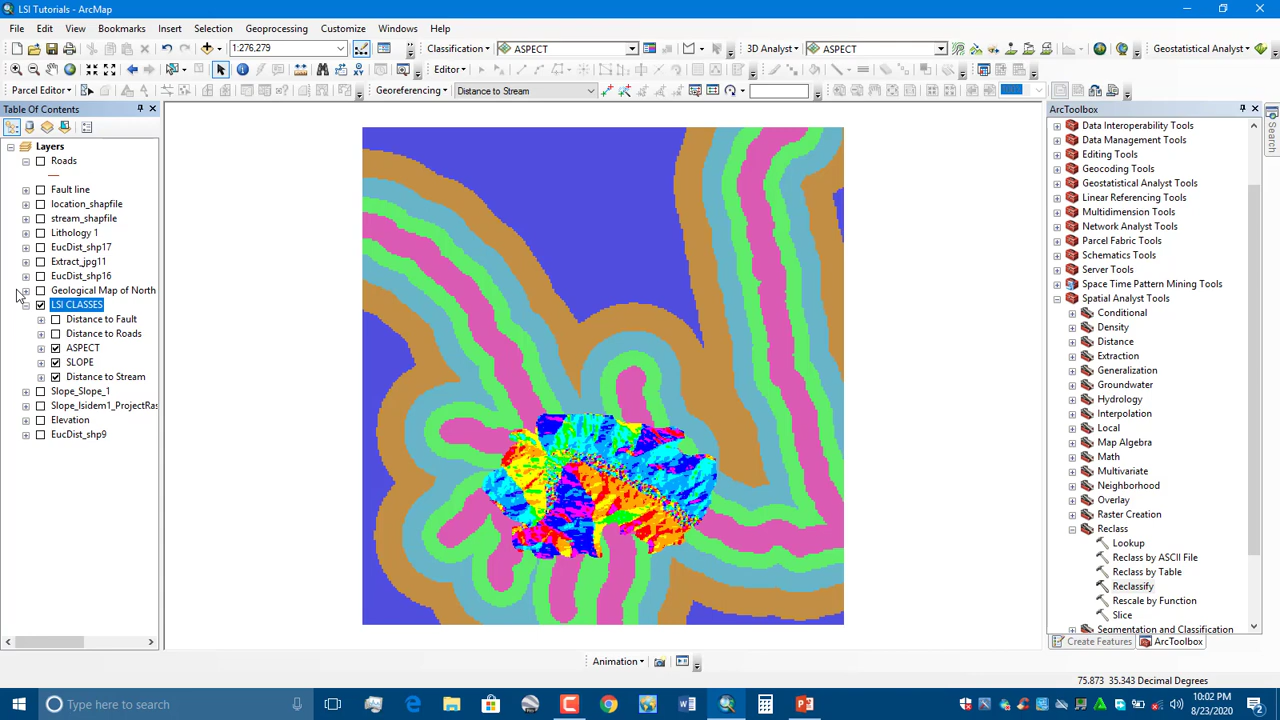 LSI Tutorials - ArcMap
File Edit View Bookmarks Insert Selection Geoprocessing Customize Windows Help
1:276,279 Classification ASPECT 3D Analyst ASPECT Geostatistical Analyst
Editor
Parcel Editor Georeferencing Distance to Stream
Table Of Contents
Layers
Roads
Fault line
location_shapfile
stream_shapfile
Lithology 1
EucDist_shp17
Extract_jpg11
EucDist_shp16
Geological Map of North
LSI CLASSES
Distance to Fault
Distance to Roads
ASPECT
SLOPE
Distance to Stream
Slope_Slope_1
Slope_lsidem1_ProjectRas
Elevation
EucDist_shp9
ArcToolbox
Data Interoperability Tools
Data Management Tools
Editing Tools
Geocoding Tools
Geostatistical Analyst Tools
Linear Referencing Tools
Multidimension Tools
Network Analyst Tools
Parcel Fabric Tools
Schematics Tools
Server Tools
Space Time Pattern Mining Tools
Spatial Analyst Tools
Conditional
Density
Distance
Extraction
Generalization
Groundwater
Hydrology
Interpolation
Local
Map Algebra
Math
Multivariate
Neighborhood
Overlay
Raster Creation
Reclass
Lookup
Reclass by ASCII File
Reclass by Table
Reclassify
Rescale by Function
Slice
Segmentation and Classification
Create Features ArcToolbox
Search
Animation
75.873 35.343 Decimal Degrees
Type here to search
10:02 PM
8/23/2020
2